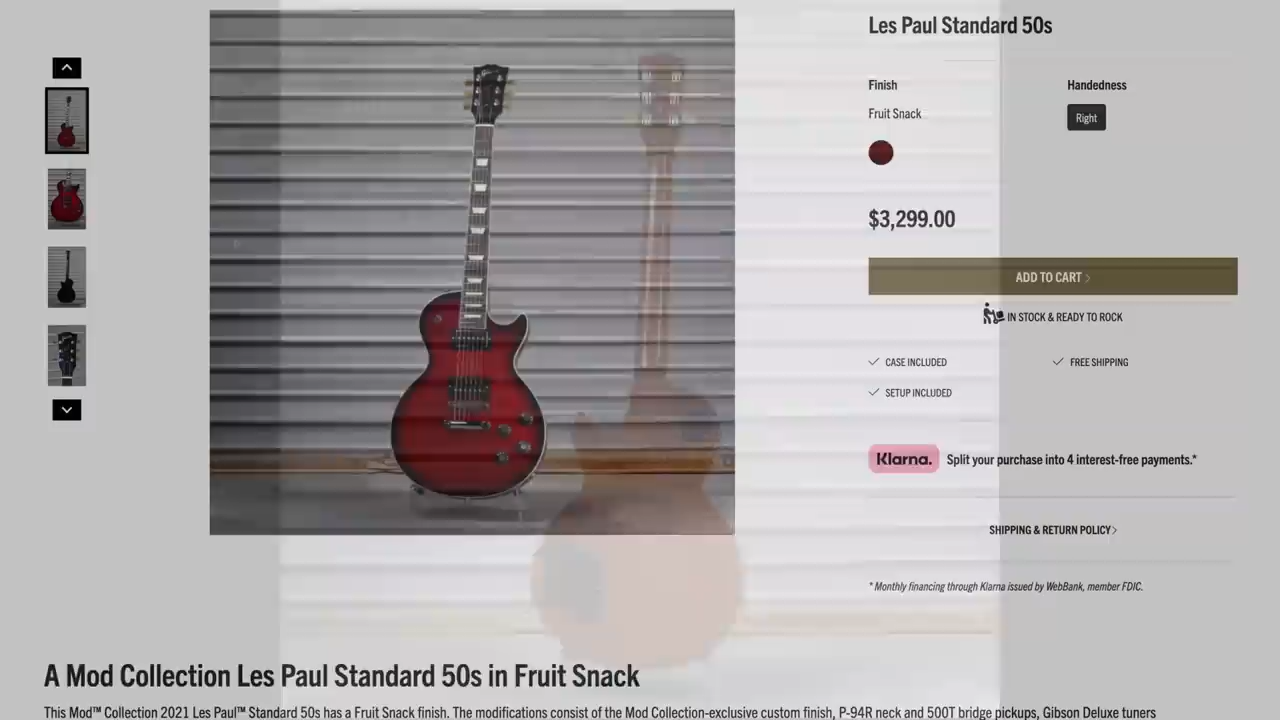 Les Paul Standard 50s
Finish
Handedness
Fruit Snack
Right
$3,299.00
ADD TO CART
IN STOCK & READY TO ROCK
CASE INCLUDED
FREE SHIPPING
SETUP INCLUDED
Klarna. Split your purchase into 4 interest-free payments.*
SHIPPING & RETURN POLICY
* Monthly financing through Klarna issued by WebBank, member FDIC.
A Mod Collection Les Paul Standard 50s in Fruit Snack
This Mod™ Collection 2021 Les Paul™ Standard 50s has a Fruit Snack finish. The modifications consist of the Mod Collection-exclusive custom finish, P-94R neck and 500T bridge pickups, Gibson Deluxe tuners